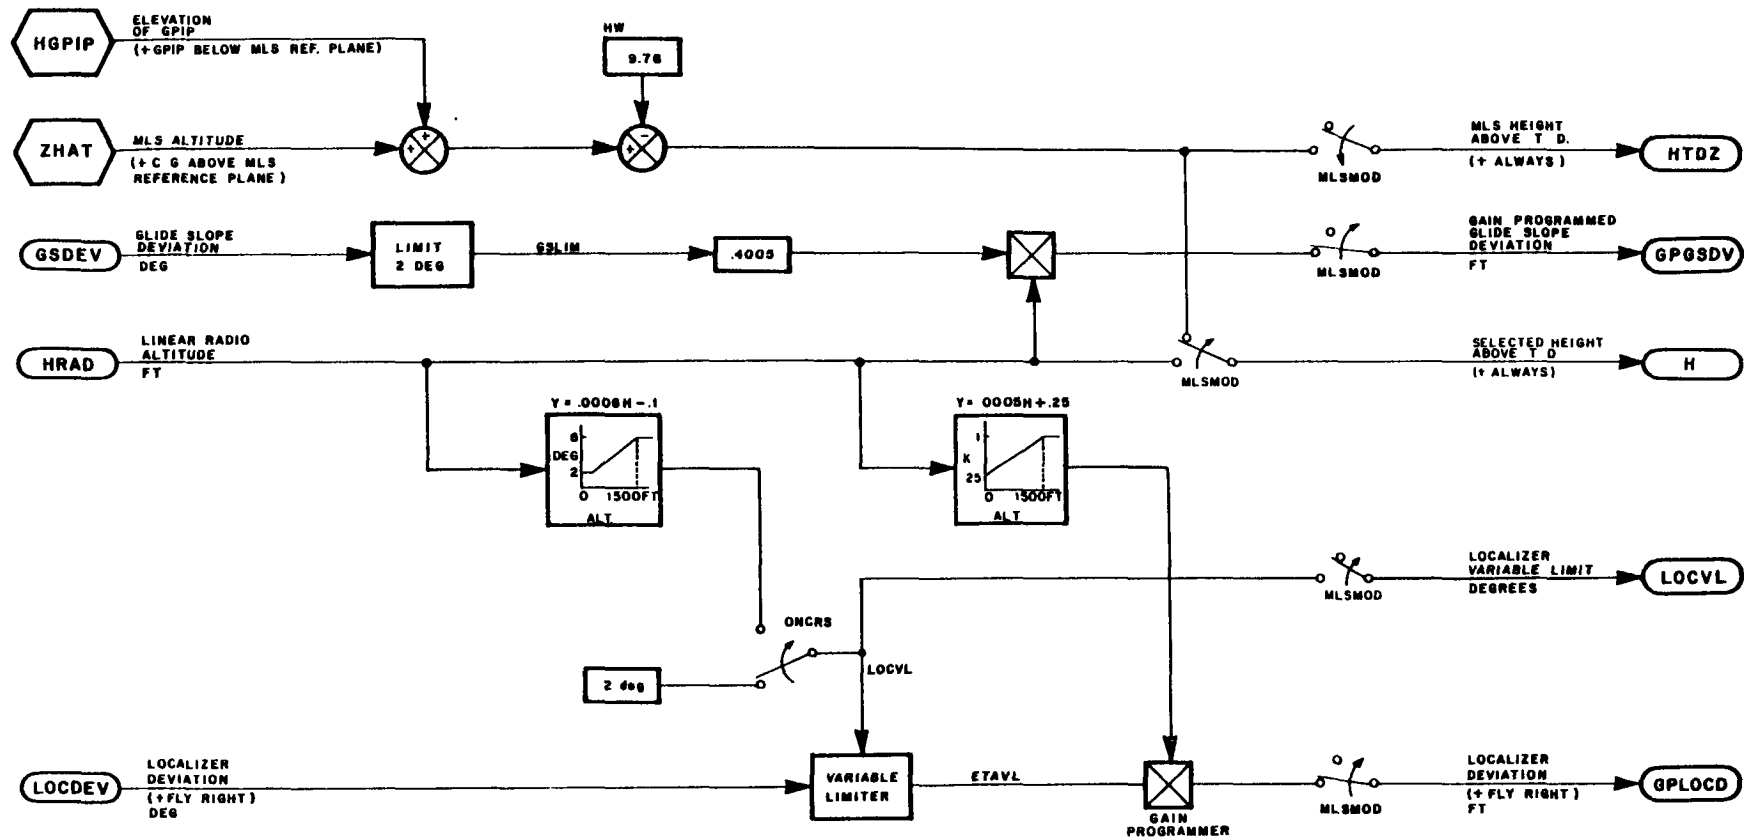 HGPIP
ELEVATION
OF GPIP
(+GPIP BELOW MLS REF. PLANE)
HW
9.76
ZHAT
MLS ALTITUDE
(+ C G ABOVE MLS
REFERENCE PLANE)
+
+
-
+
MLSMOD
MLS HEIGHT
ABOVE T D.
(+ ALWAYS)
HTDZ
GSDEV
GLIDE SLOPE
DEVIATION
DEG
LIMIT
2 DEG
GSLIM
.4005
MLSMOD
GAIN PROGRAMMED
GLIDE SLOPE
DEVIATION
FT
GPGSDV
HRAD
LINEAR RADIO
ALTITUDE
FT
MLSMOD
SELECTED HEIGHT
ABOVE T D
(+ ALWAYS)
H
Y = .0006H-.1
8
DEG
2
0 1500FT
ALT.
Y = 0005H+.25
1
K
25
0 1500FT
ALT
MLSMOD
LOCALIZER
VARIABLE LIMIT
DEGREES
LOCVL
ONCRS
2 deg
LOCVL
LOCDEV
LOCALIZER
DEVIATION
(+FLY RIGHT)
DEG
VARIABLE
LIMITER
ETAVL
GAIN
PROGRAMMER
MLSMOD
LOCALIZER
DEVIATION
(+ FLY RIGHT)
FT
GPLOCD